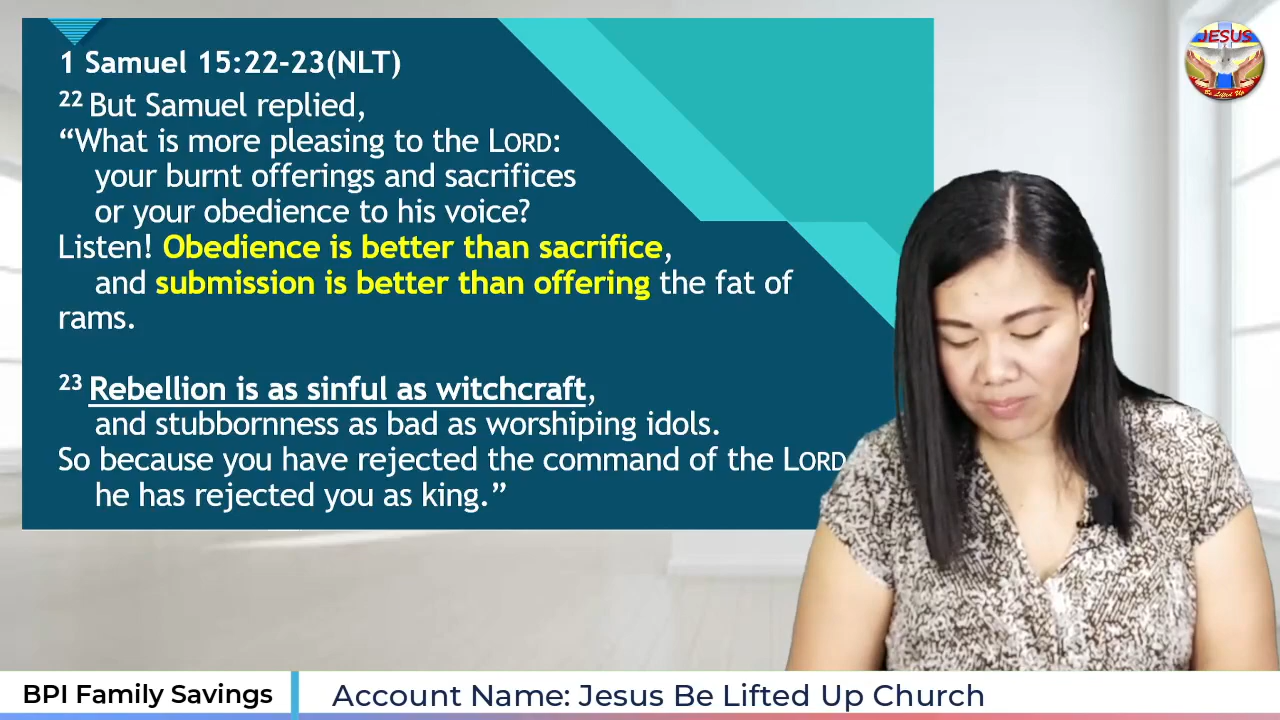 1 Samuel 15:22-23(NLT)
22 But Samuel replied,
“What is more pleasing to the LORD:
your burnt offerings and sacrifices
or your obedience to his voice?
Listen! Obedience is better than sacrifice,
and submission is better than offering the fat of
rams.
23 Rebellion is as sinful as witchcraft,
and stubbornness as bad as worshiping idols.
So because you have rejected the command of the LORD
he has rejected you as king.”
JESUS
Be Lifted Up
BPI Family Savings
Account Name: Jesus Be Lifted Up Church